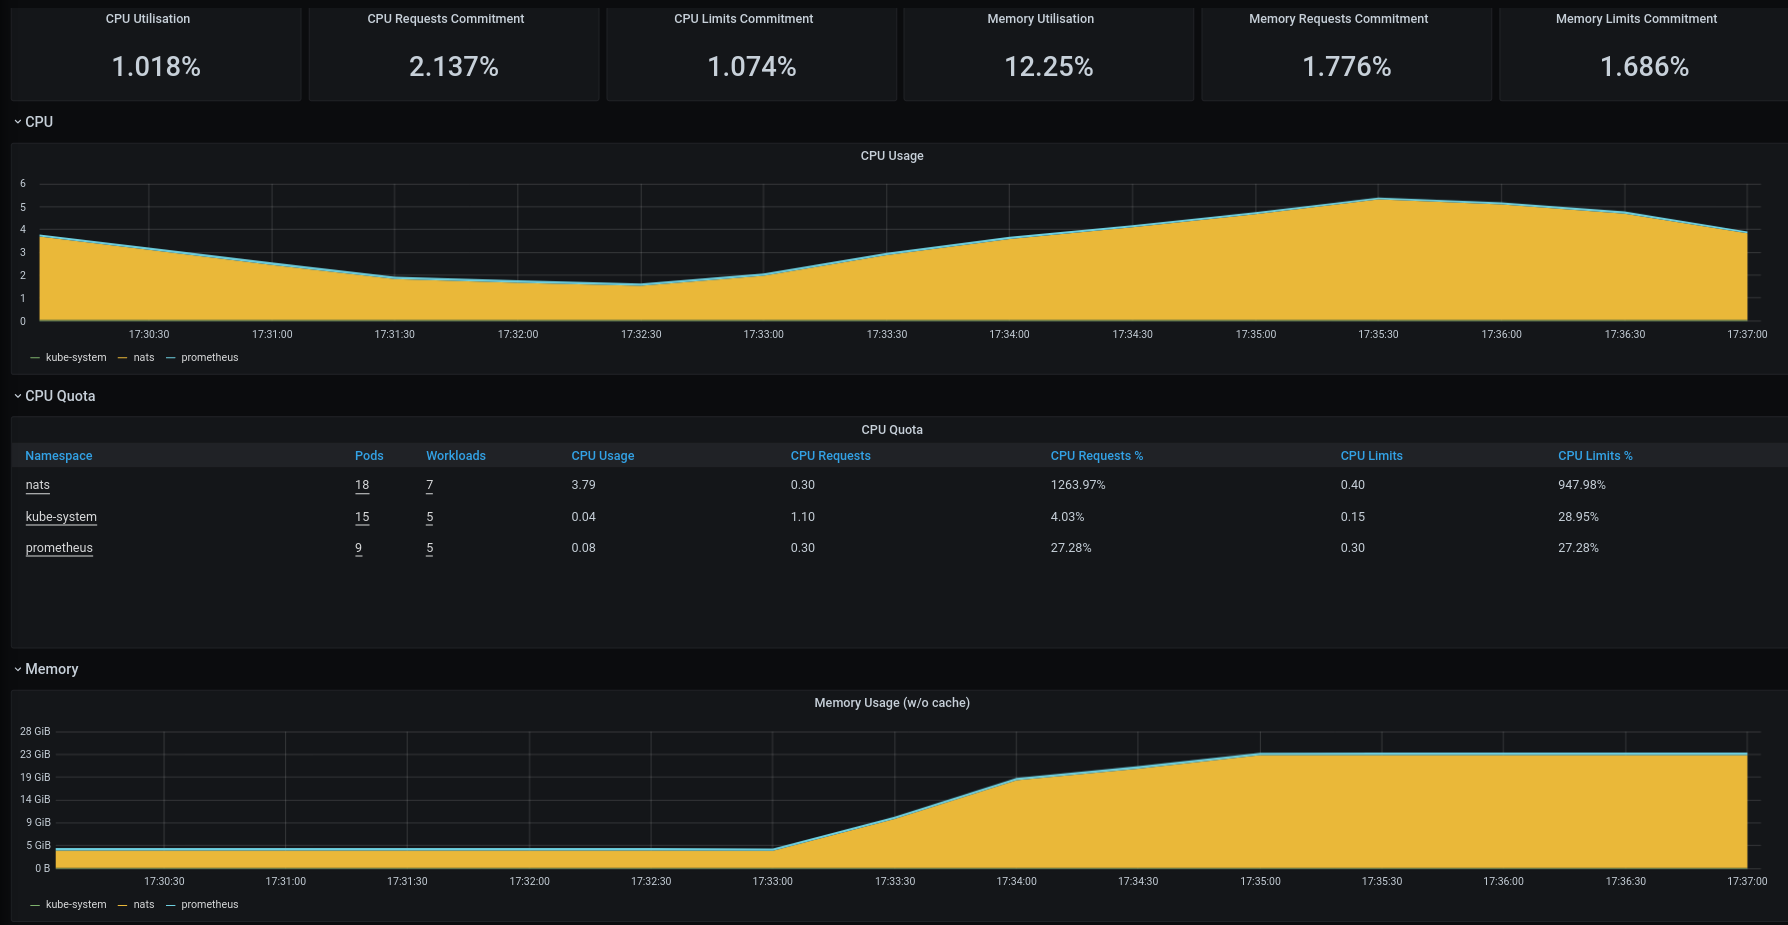 CPU Utilisation CPU Requests Commitment CPU Limits Commitment Memory Utilisation Memory Requests Commitment Memory Limits Commitment
1.018% 2.137% 1.074% 12.25% 1.776% 1.686%
CPU
CPU Usage
6
5
4
3
2
1
0
17:30:30 17:31:00 17:31:30 17:32:00 17:32:30 17:33:00 17:33:30 17:34:00 17:34:30 17:35:00 17:35:30 17:36:00 17:36:30 17:37:00
kube-system nats prometheus
CPU Quota
CPU Quota
Namespace Pods Workloads CPU Usage CPU Requests CPU Requests % CPU Limits CPU Limits %
nats 18 7 3.79 0.30 1263.97% 0.40 947.98%
kube-system 15 5 0.04 1.10 4.03% 0.15 28.95%
prometheus 9 5 0.08 0.30 27.28% 0.30 27.28%
Memory
Memory Usage (w/o cache)
28 GiB
23 GiB
19 GiB
14 GiB
9 GiB
5 GiB
0 B
17:30:30 17:31:00 17:31:30 17:32:00 17:32:30 17:33:00 17:33:30 17:34:00 17:34:30 17:35:00 17:35:30 17:36:00 17:36:30 17:37:00
kube-system nats prometheus